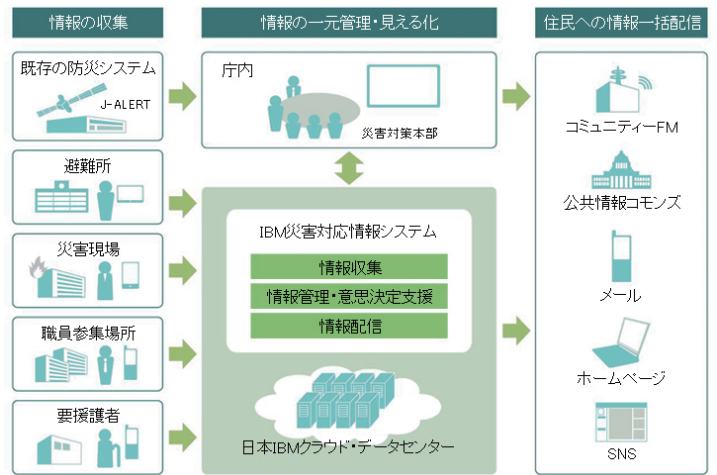 情報の収集
情報の一元管理・見える化
住民への情報一括配信
既存の防災システム
J-ALERT
避難所
災害現場
職員参集場所
要援護者
庁内
災害対策本部
IBM災害対応情報システム
情報収集
情報管理・意思決定支援
情報配信
日本IBMクラウド・データセンター
コミュニティーFM
公共情報コモンズ
メール
ホームページ
SNS